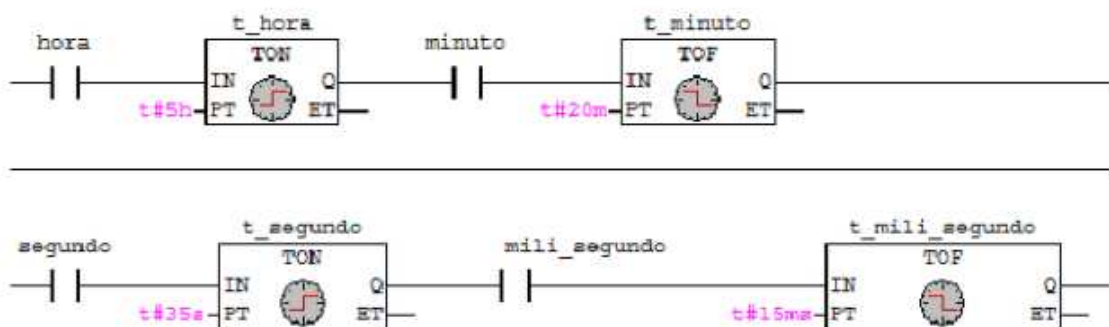 t_hora t_minuto
hora TON minuto TOF
IN Q IN Q
t#5h PT ET t#20m PT ET
t_segundo t_mili_segundo
segundo TON mili_segundo TOF
IN Q IN Q
t#35s PT ET t#15ms PT ET